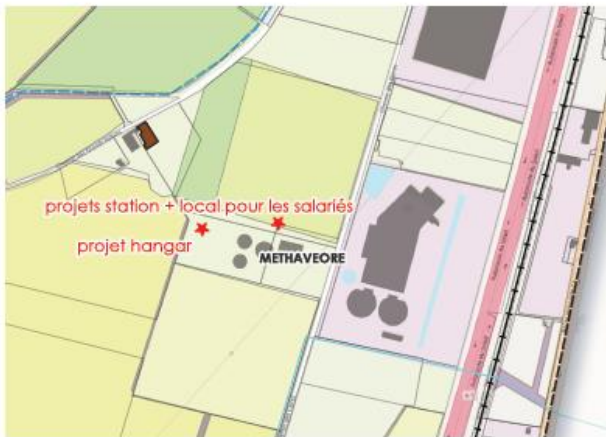 projets station + local pour les salariés
projet hangar
METHAVEORE